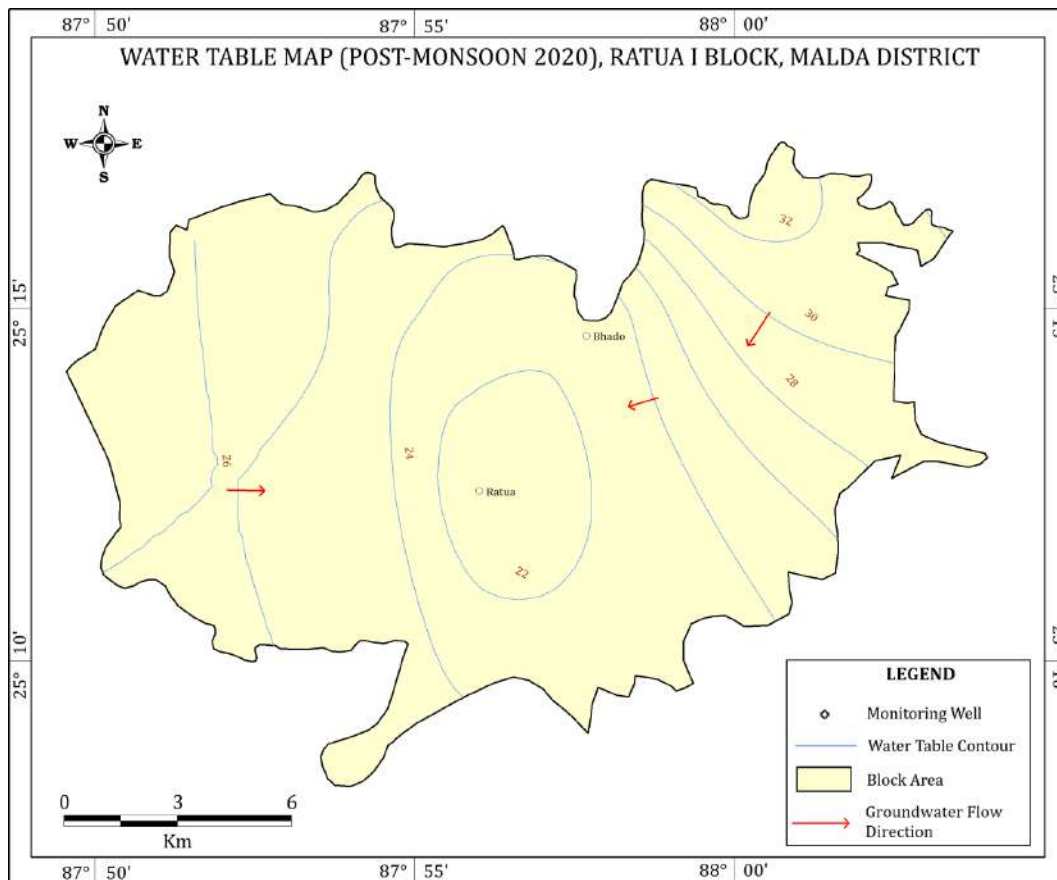 87° 50' 87° 55' 88° 00'
WATER TABLE MAP (POST-MONSOON 2020), RATUA I BLOCK, MALDA DISTRICT
N
W E
S
32
15'
25°
30
Bhado
28
24
26
Ratua
22
10'
25°
LEGEND
Monitoring Well
Water Table Contour
Block Area
Groundwater Flow
Direction
0 3 6
Km
87° 50' 87° 55' 88° 00'